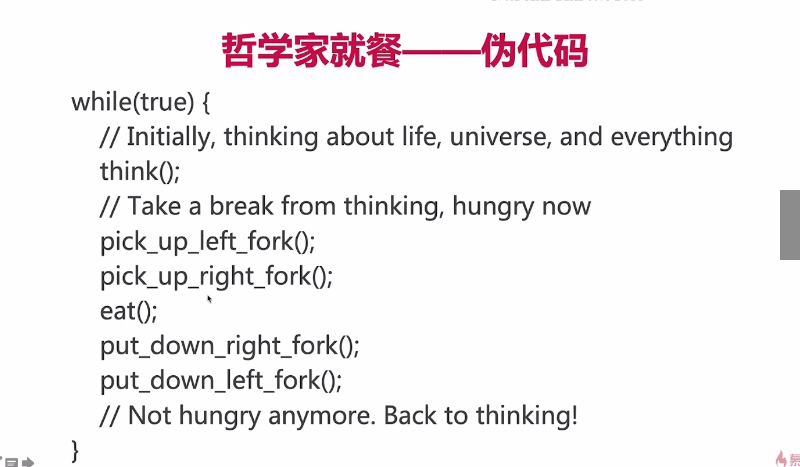 哲学家就餐——伪代码
while(true) {
// Initially, thinking about life, universe, and everything
think();
// Take a break from thinking, hungry now
pick_up_left_fork();
pick_up_right_fork();
eat();
put_down_right_fork();
put_down_left_fork();
// Not hungry anymore. Back to thinking!
}